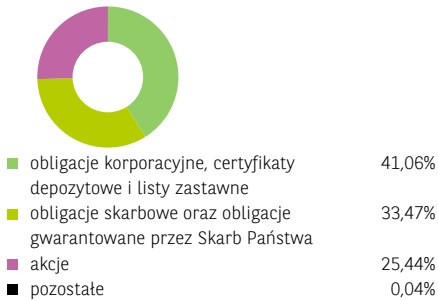 obligacje korporacyjne, certyfikaty 41,06%
depozytowe i listy zastawne
obligacje skarbowe oraz obligacje 33,47%
gwarantowane przez Skarb Państwa
akcje 25,44%
pozostałe 0,04%